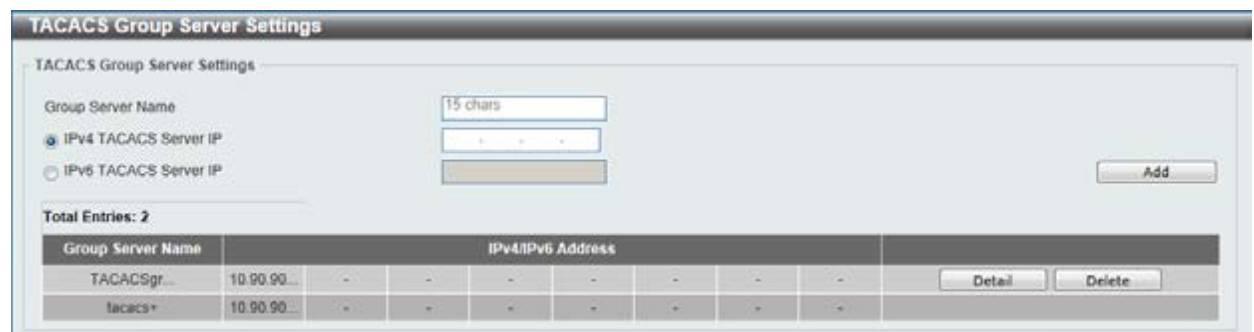 TACACS Group Server Settings
TACACS Group Server Settings
Group Server Name 15 chars
IPv4 TACACS Server IP . . .
IPv6 TACACS Server IP
Add
Total Entries: 2
Group Server Name IPv4/IPv6 Address
TACACSgr... 10.90.90... - - - - - - - Detail Delete
tacacs+ 10.90.90... - - - - - - -